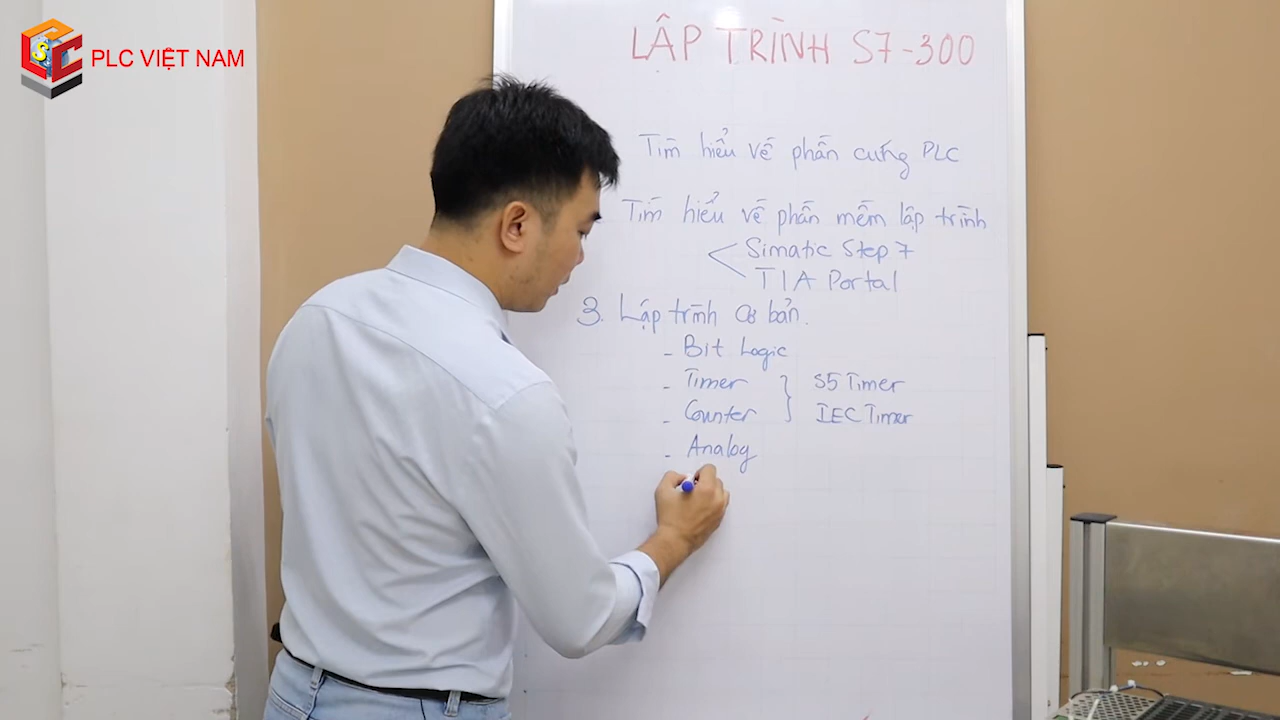 PLC VIỆT NAM
LẬP TRÌNH S7-300
Tìm hiểu về phần cứng PLC
Tìm hiểu về phần mềm lập trình
Simatic Step 7
TIA Portal
3. Lập trình cơ bản.
- Bit Logic
- Timer } S5 Timer
- Counter IEC Timer
- Analog